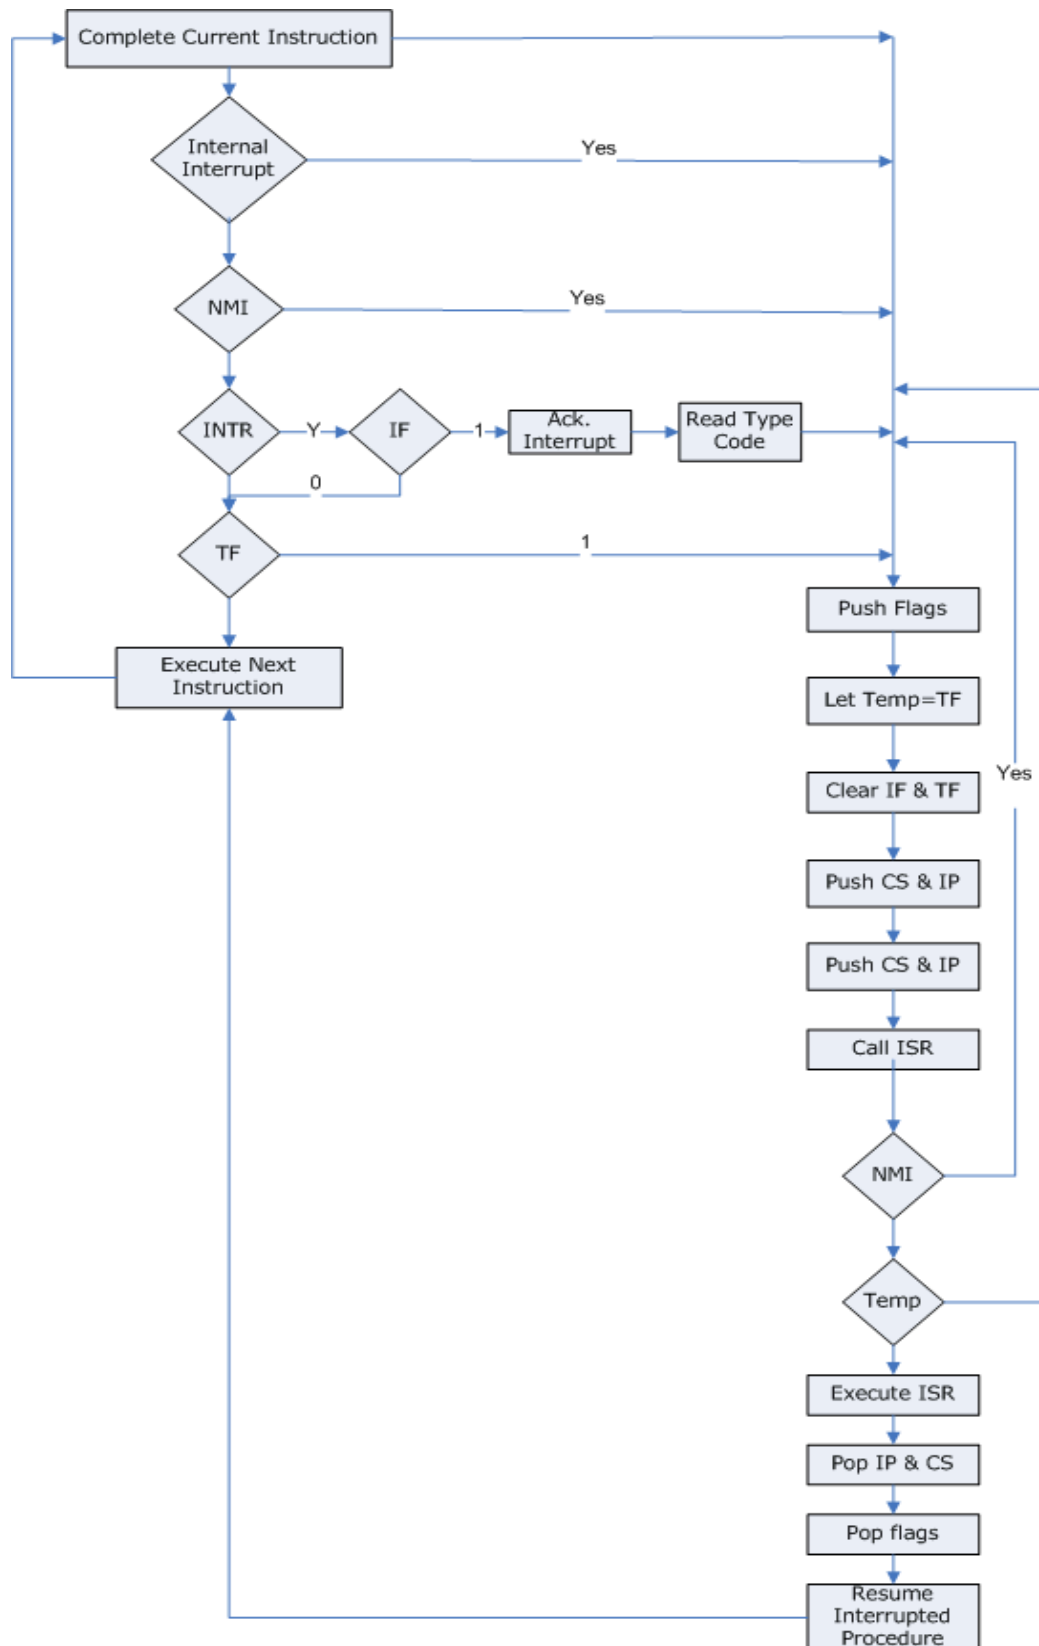 Complete Current Instruction
Internal
Interrupt
Yes
NMI
Yes
INTR
Y
IF
1
Ack.
Interrupt
Read Type
Code
0
TF
1
Push Flags
Execute Next
Instruction
Let Temp=TF
Yes
Clear IF & TF
Push CS & IP
Push CS & IP
Call ISR
NMI
Temp
Execute ISR
Pop IP & CS
Pop flags
Resume
Interrupted
Procedure